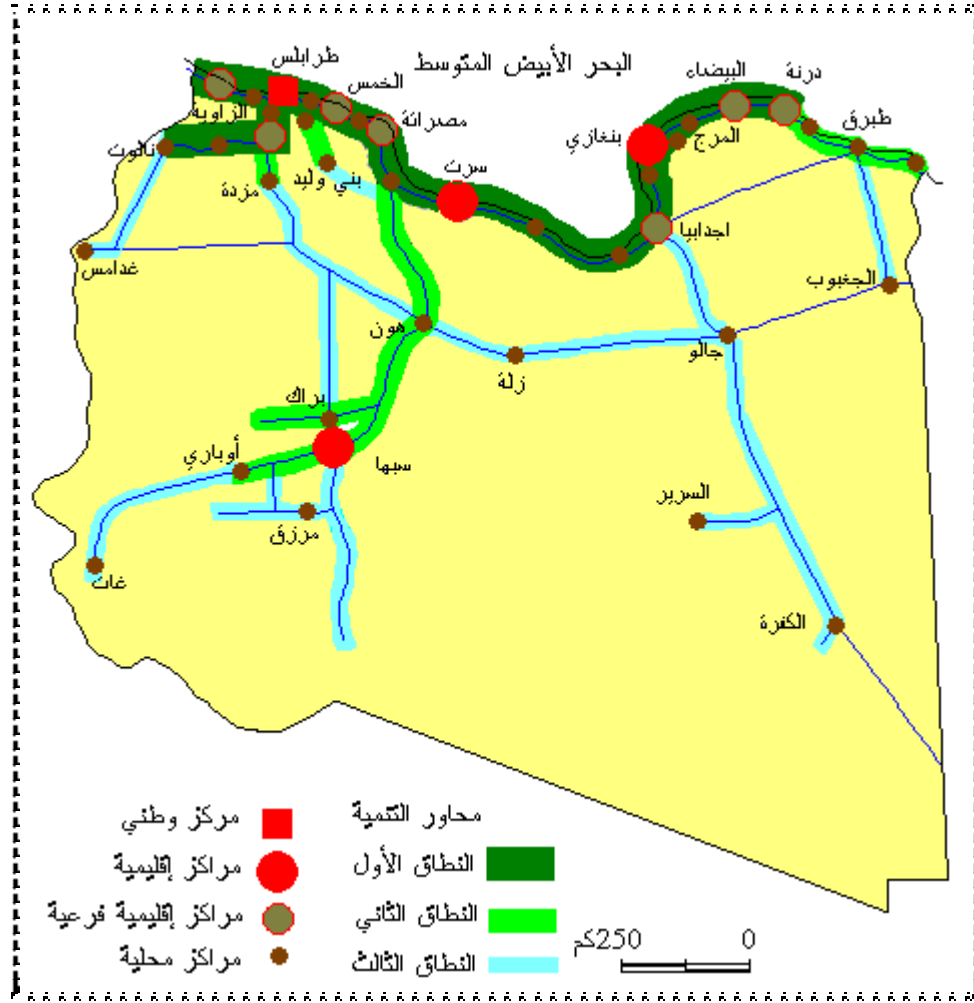 البحر الأبيض المتوسط
طرابلس
الخمس
الزاوية
مصراتة
نالوت
بني وليد
مزدة
سرت
بنغازي
المرج
البيضاء
درنة
طبرق
اجدابيا
غدامس
الجغبوب
هون
جالو
زلة
براك
أوباري
سبها
السرير
مرزق
غات
الكفرة
محاور التنمية
النطاق الأول
النطاق الثاني
النطاق الثالث
مركز وطني
مراكز إقليمية
مراكز إقليمية فرعية
مراكز محلية
0
250كم